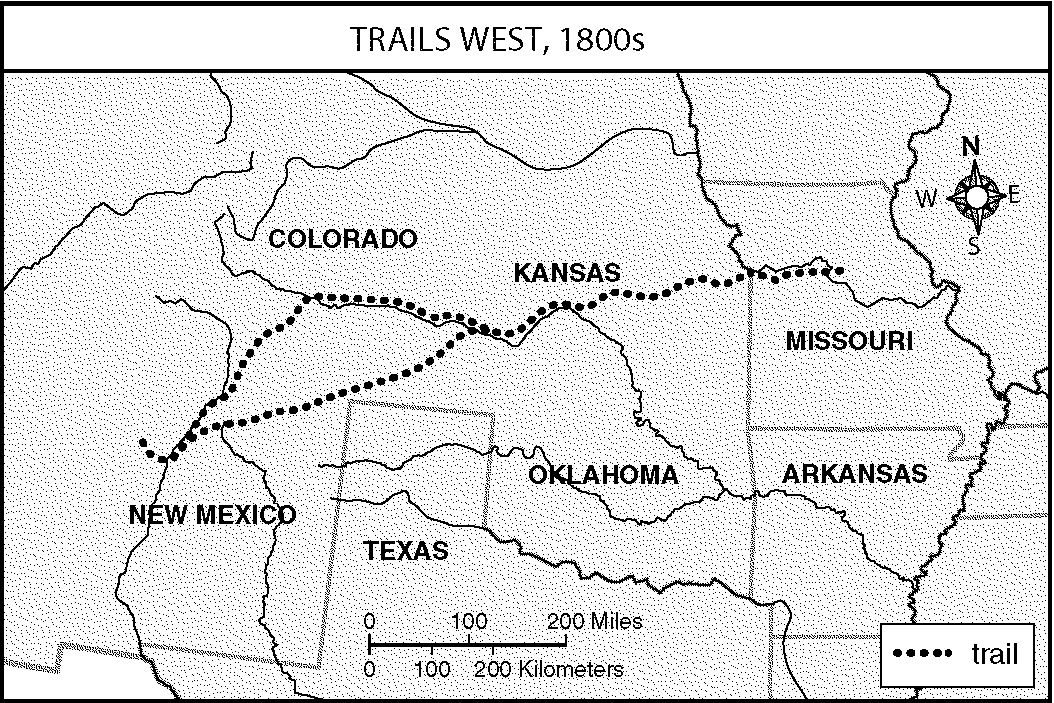 TRAILS WEST, 1800s
N
W E
S
COLORADO
KANSAS
MISSOURI
OKLAHOMA
ARKANSAS
NEW MEXICO
TEXAS
0 100 200 Miles
0 100 200 Kilometers
trail